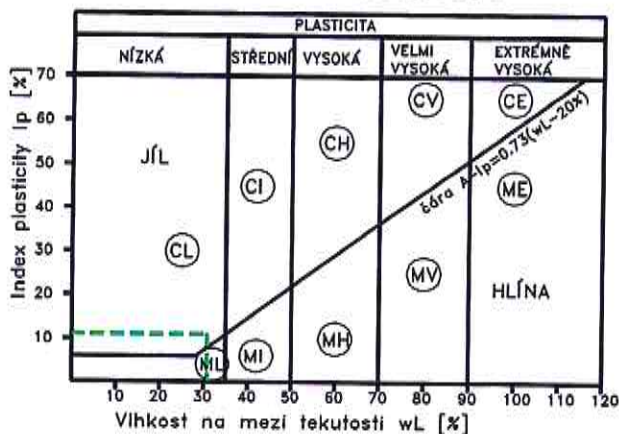 PLASTICITA
NÍZKÁ STŘEDNÍ VYSOKÁ VELMI VYSOKÁ EXTRÉMNĚ VYSOKÁ
Index plasticity Ip [%]
70
60
50
40
30
20
10
JÍL
CL
CI
CH
CV
CE
čára A-Ip=0.73(wL-20%)
ME
MV
HLÍNA
ML
MI
MH
10 20 30 40 50 60 70 80 90 100 110 120
Vlhkost na mezi tekutosti wL [%]